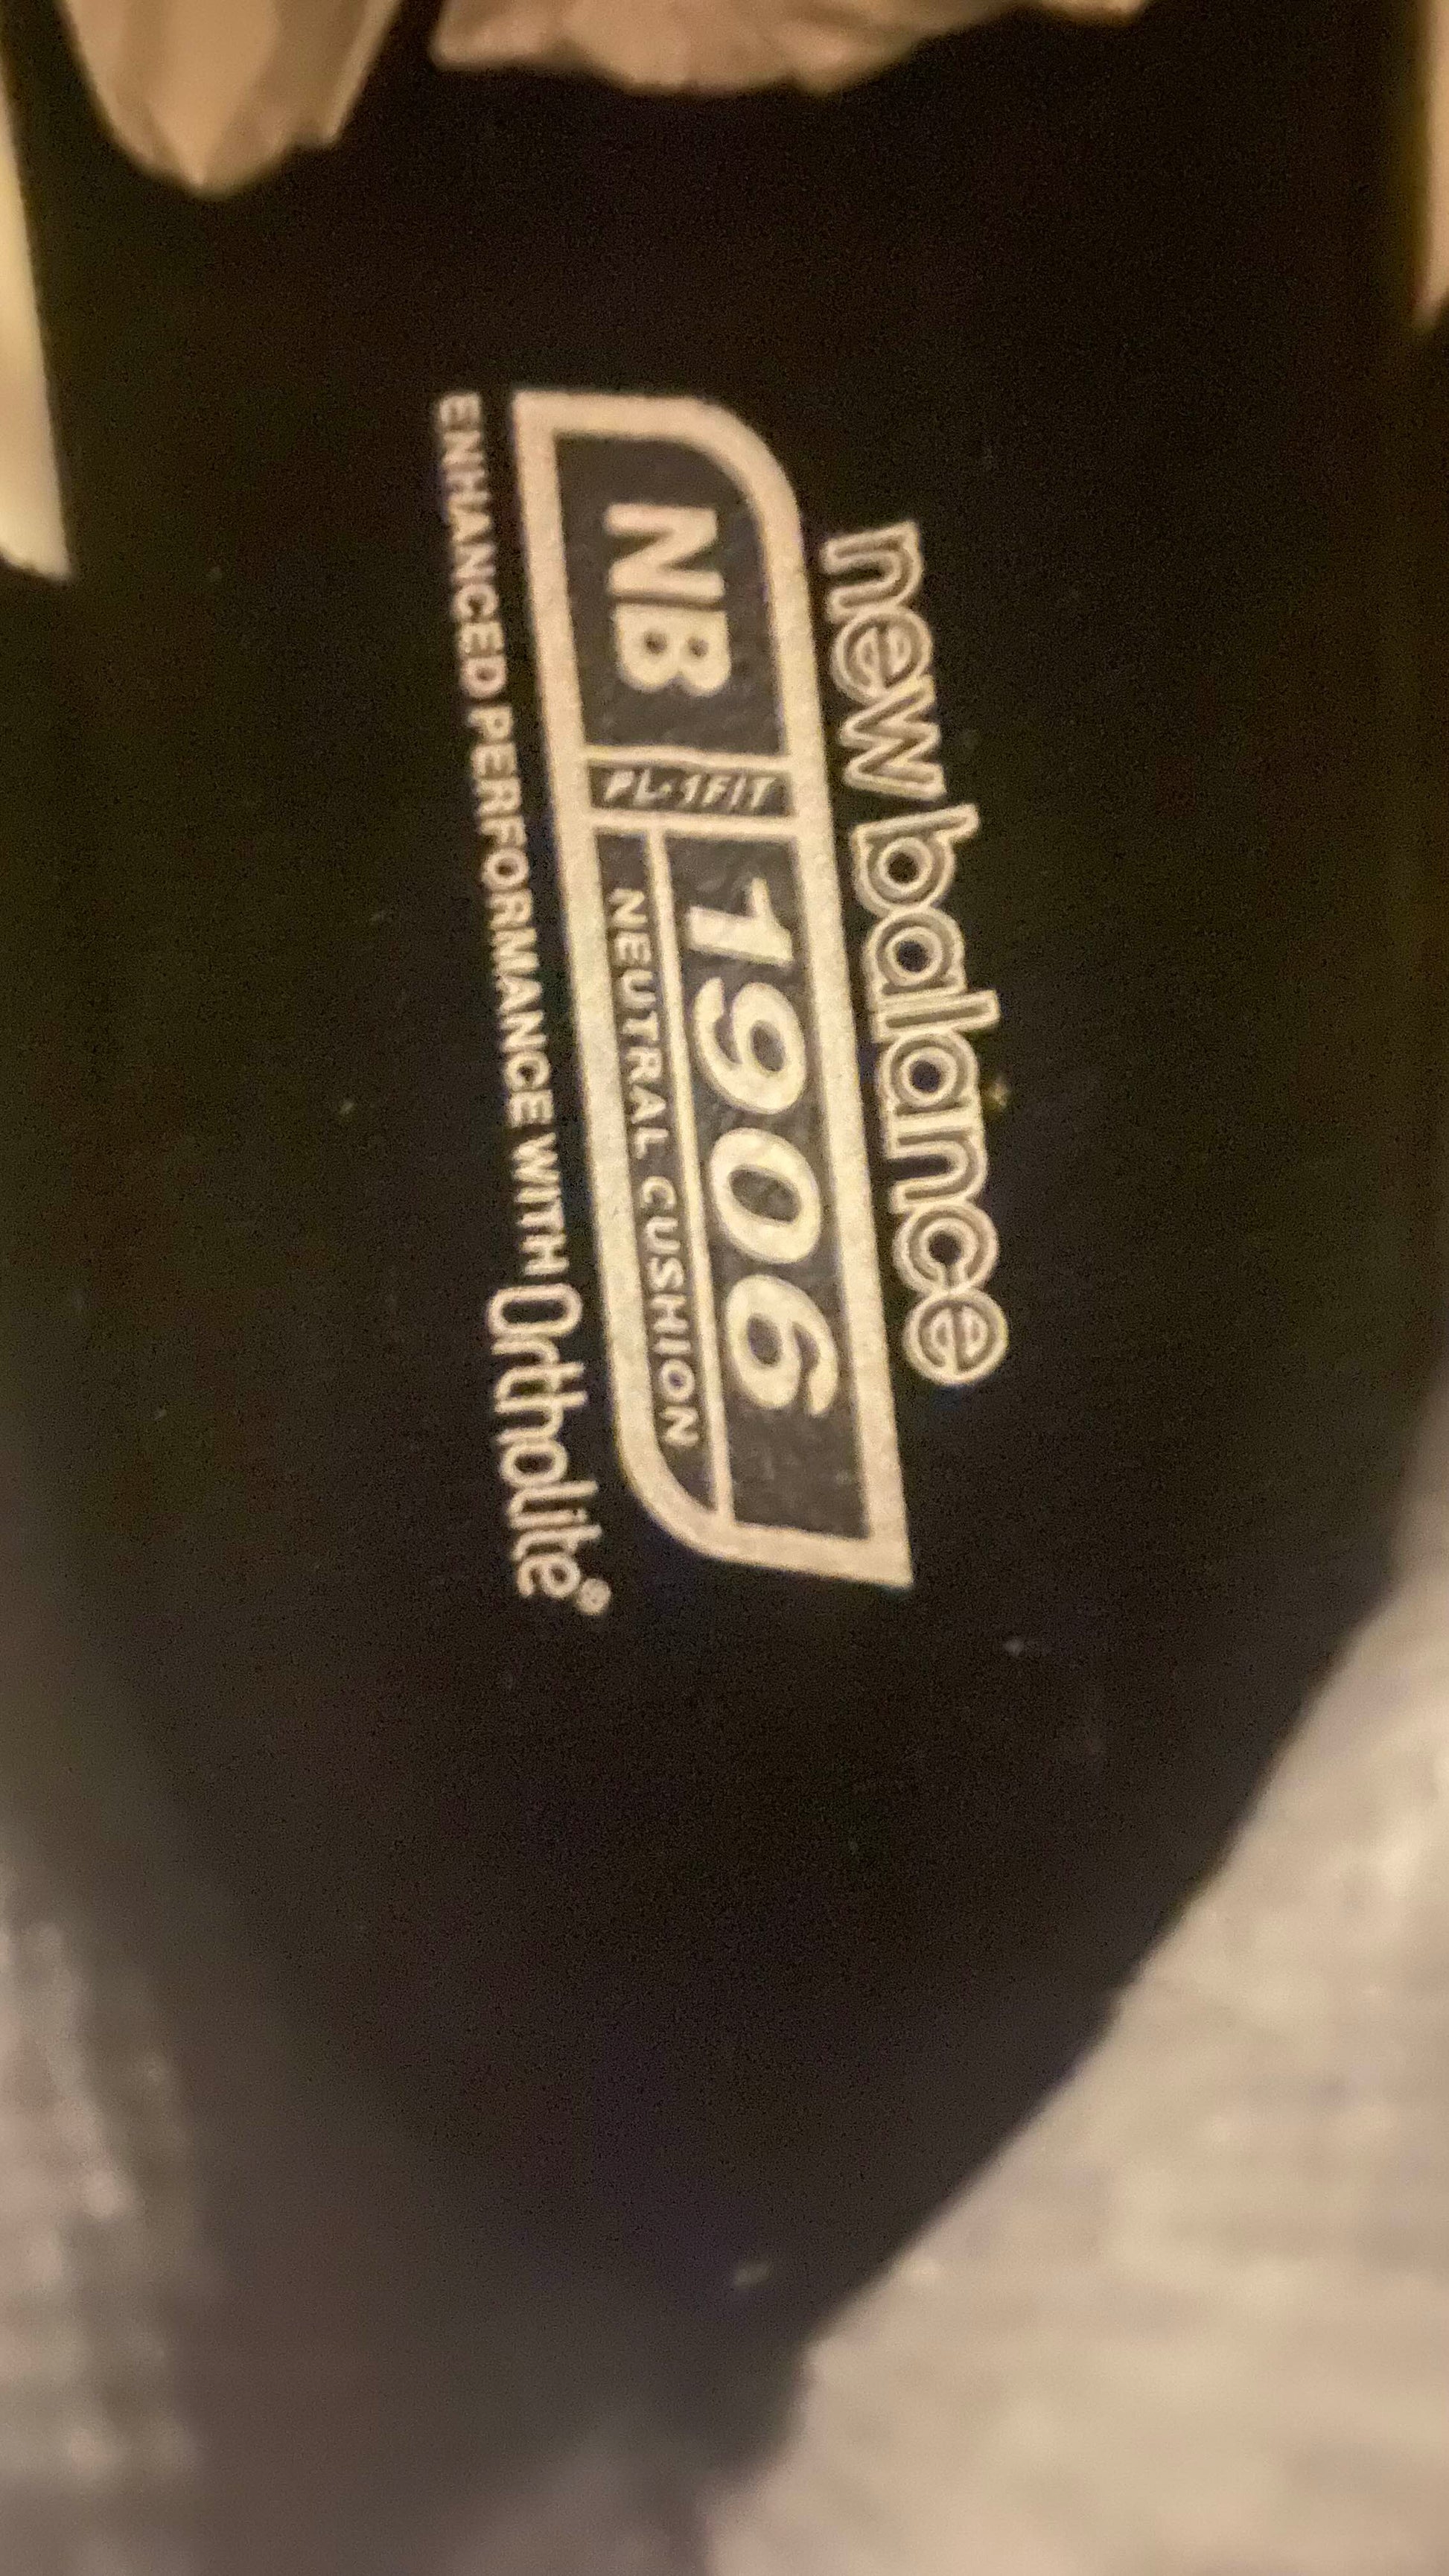 new balance
NB
PL-1FIT
1906
NEUTRAL CUSHION
ENHANCED PERFORMANCE WITH OrthoLite®